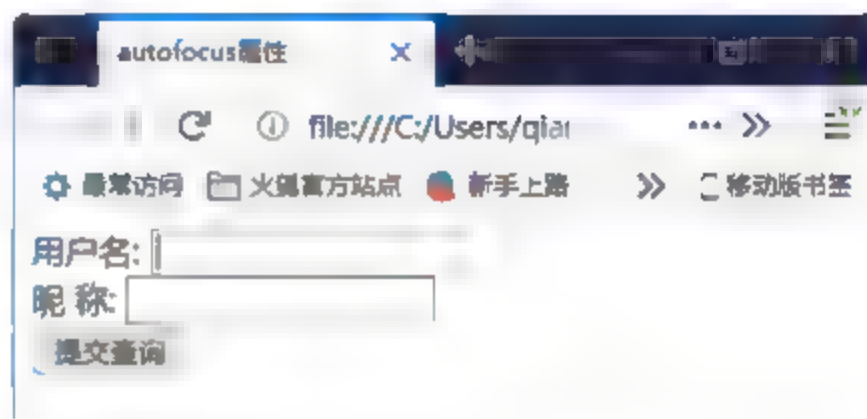 autofocus属性
file:///C:/Users/qian
最常访问 火狐官方站点 新手上路 移动版书签
用户名:
昵 称:
提交查询